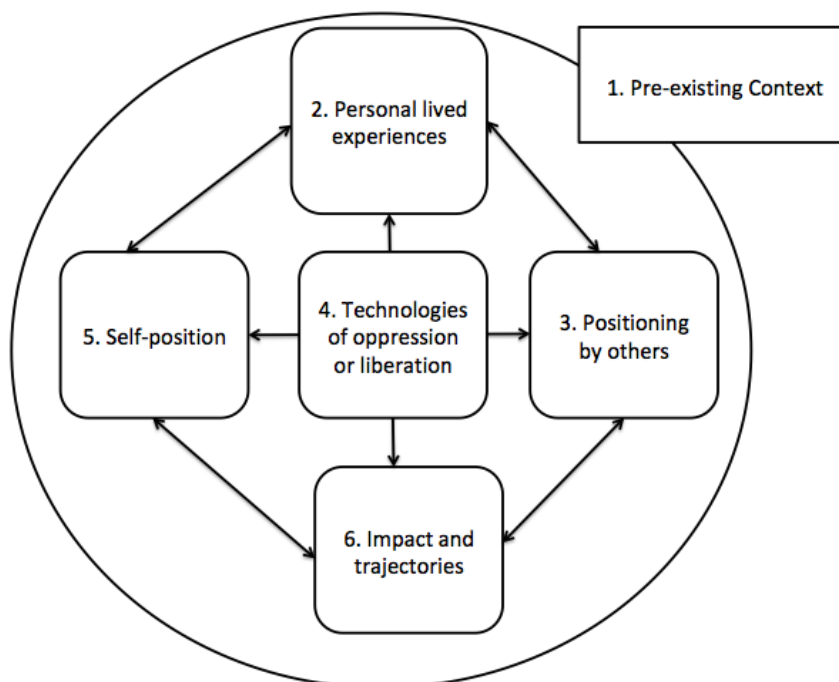 1. Pre-existing Context
2. Personal lived
experiences
5. Self-position
4. Technologies
of oppression
or liberation
3. Positioning
by others
6. Impact and
trajectories